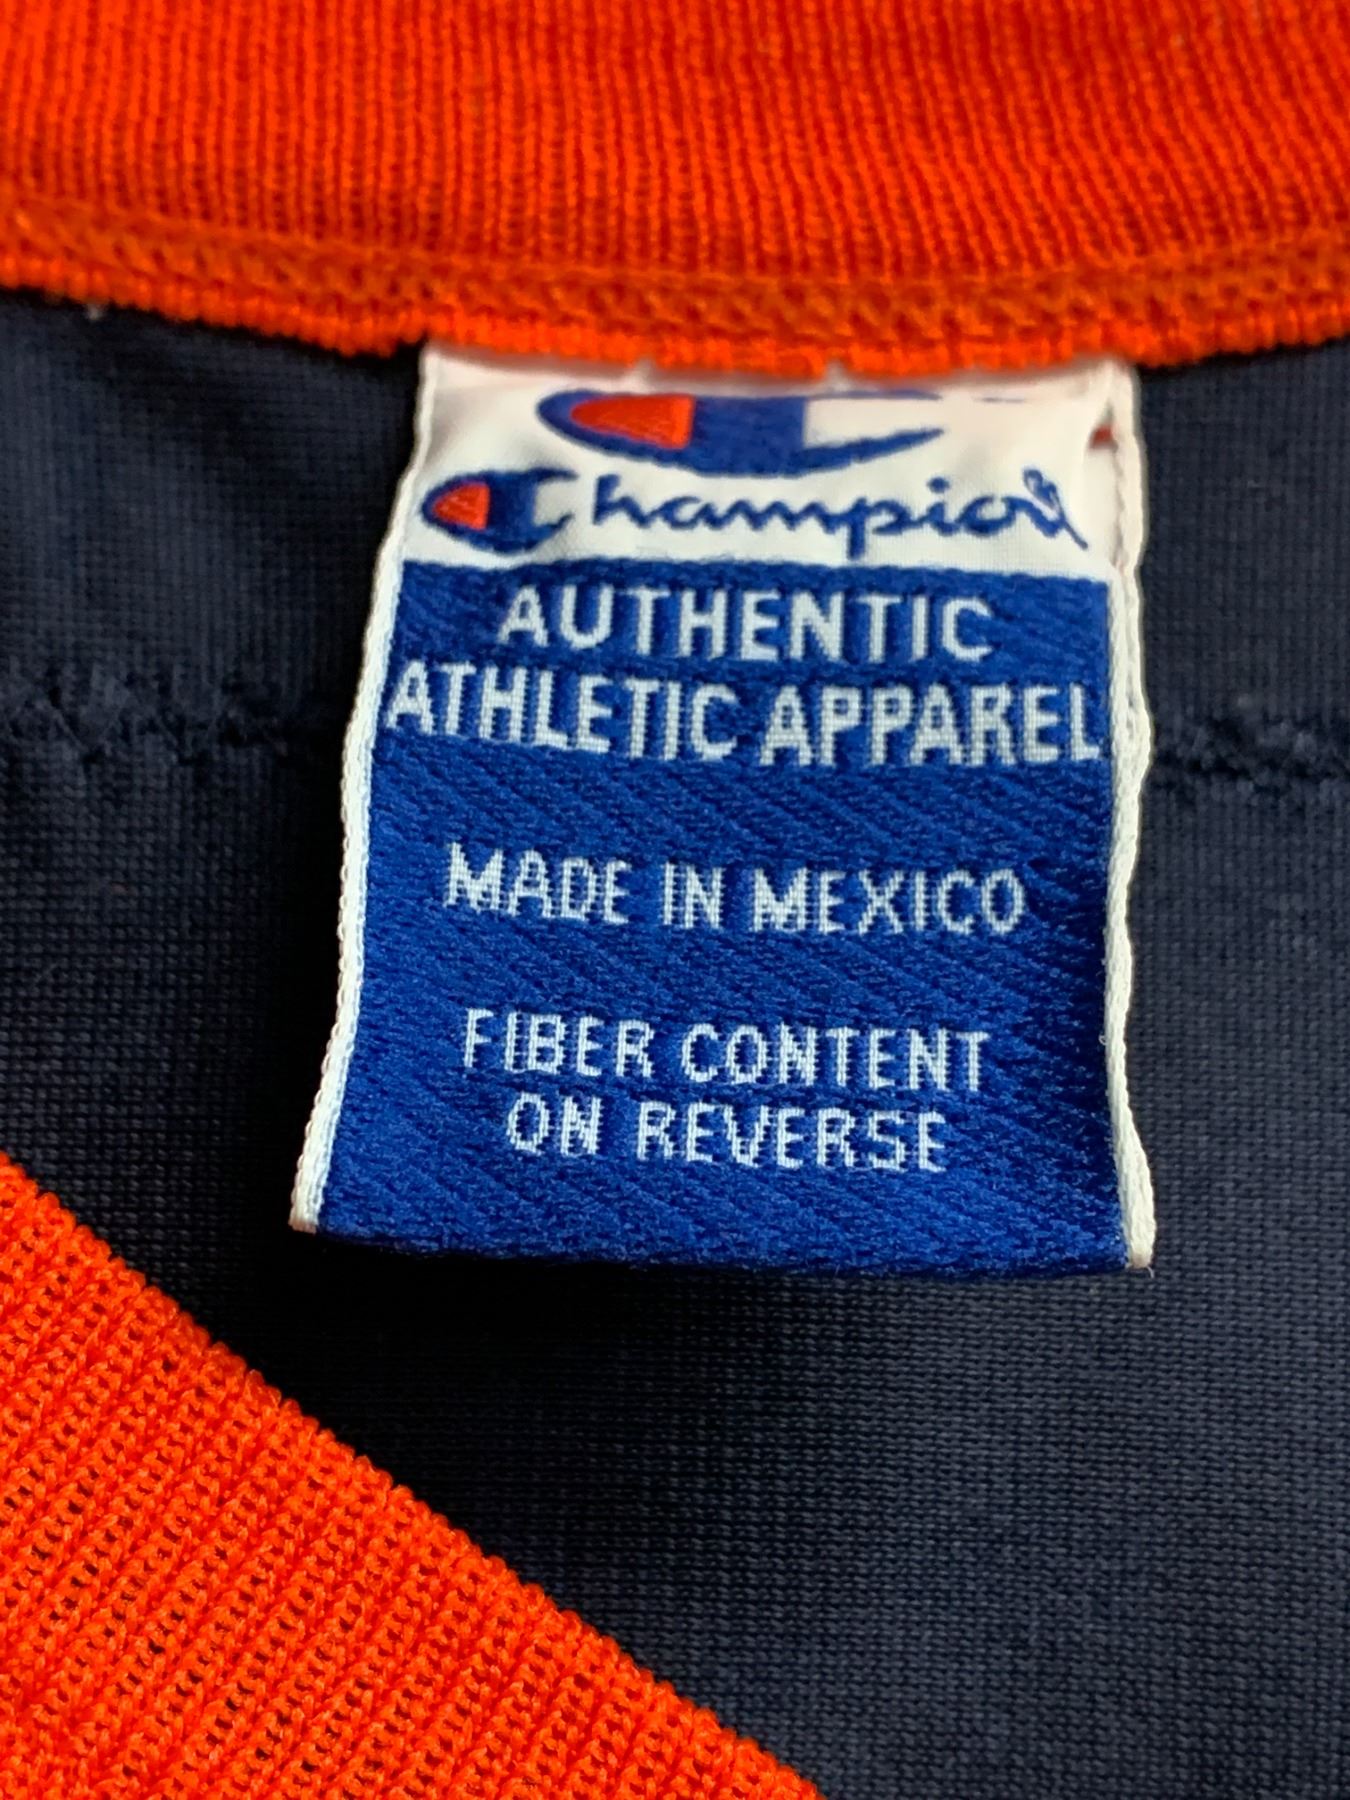 Champion®
AUTHENTIC
ATHLETIC APPAREL
MADE IN MEXICO
FIBER CONTENT
ON REVERSE